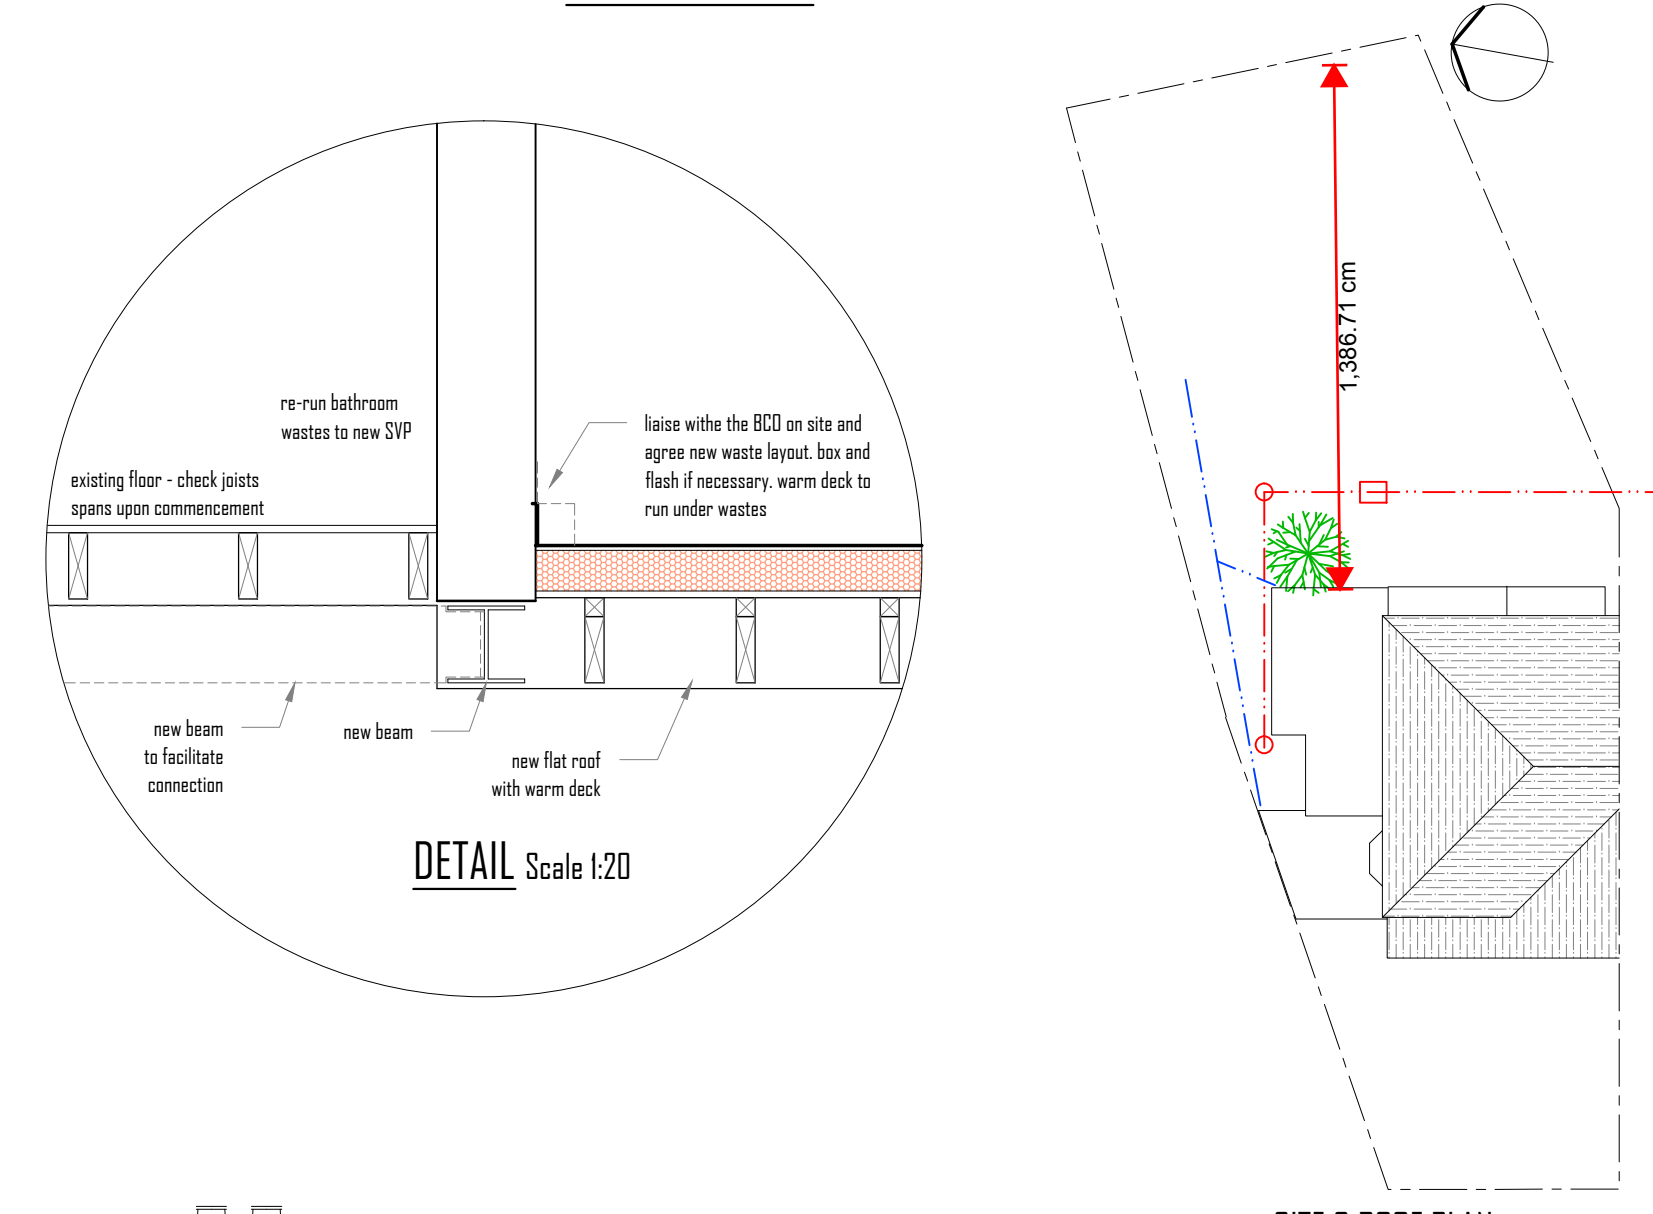 re-run bathroom
wastes to new SVP
existing floor - check joists
spans upon commencement
liaise withe the BCO on site and
agree new waste layout. box and
flash if necessary. warm deck to
run under wastes
new beam
to facilitate
connection
new beam
new flat roof
with warm deck
DETAIL Scale 1:20
1,386.71 cm